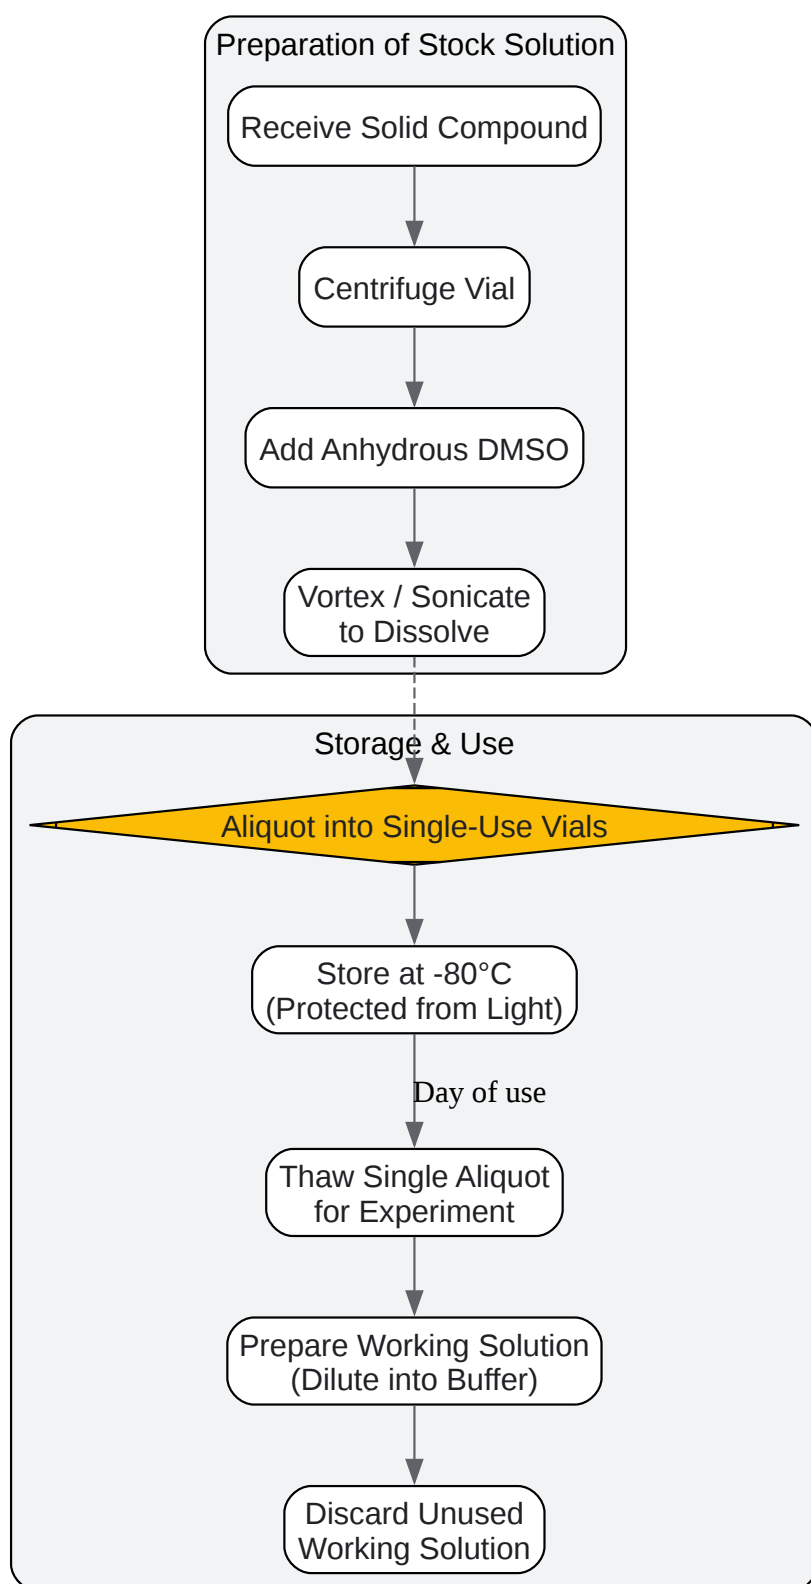 Preparation of Stock Solution
Receive Solid Compound
Centrifuge Vial
Add Anhydrous DMSO
Vortex / Sonicate
to Dissolve
Storage & Use
Aliquot into Single-Use Vials
Store at -80°C
(Protected from Light)
Day of use
Thaw Single Aliquot
for Experiment
Prepare Working Solution
(Dilute into Buffer)
Discard Unused
Working Solution